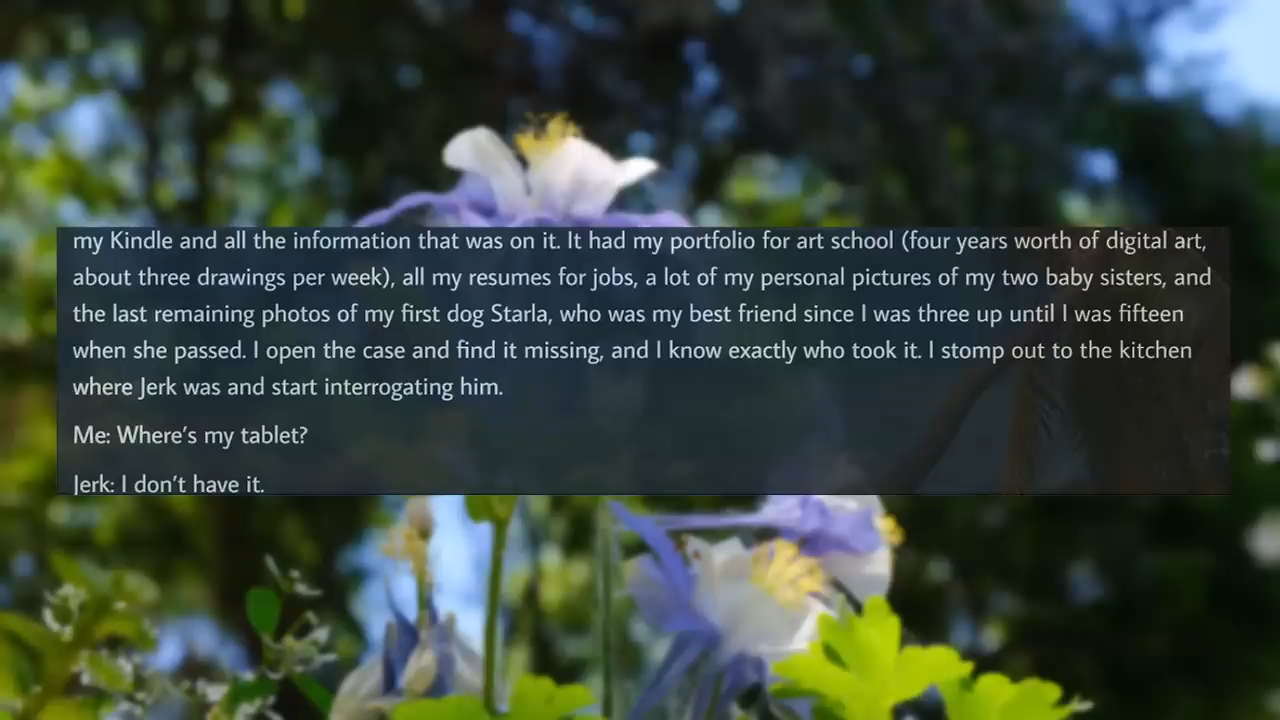 my Kindle and all the information that was on it. It had my portfolio for art school (four years worth of digital art,
about three drawings per week), all my resumes for jobs, a lot of my personal pictures of my two baby sisters, and
the last remaining photos of my first dog Starla, who was my best friend since I was three up until I was fifteen
when she passed. I open the case and find it missing, and I know exactly who took it. I stomp out to the kitchen
where Jerk was and start interrogating him.
Me: Where's my tablet?
Jerk: I don't have it.